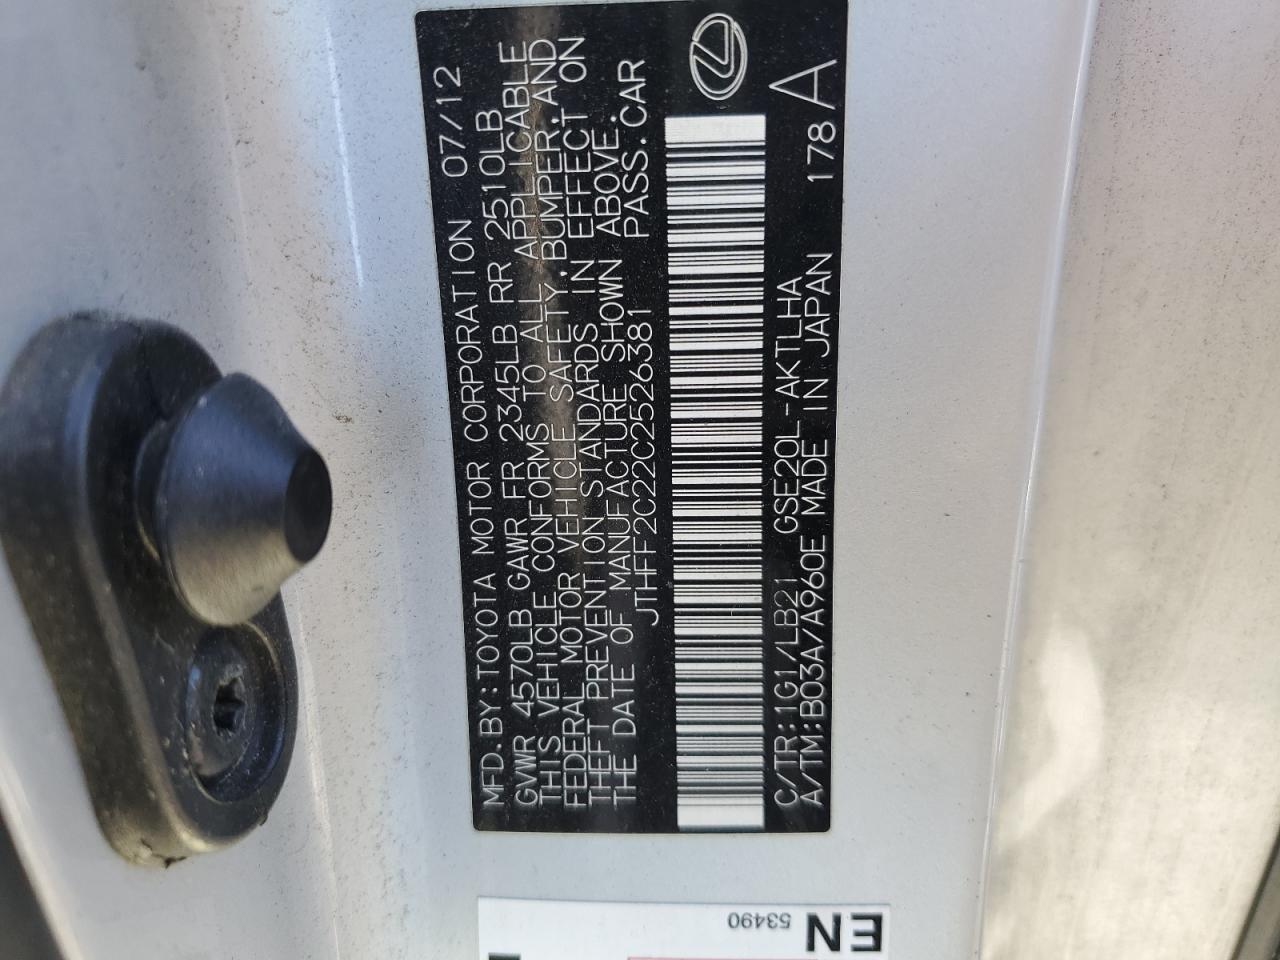 MFD.BY:TOYOTA MOTOR CORPORATION 07/12
GVWR 4570LB GAWR FR 2345LB RR 2510LB
THIS VEHICLE CONFORMS TO ALL APPLICABLE
FEDERAL MOTOR VEHICLE SAFETY,BUMPER,AND
THEFT PREVENTION STANDARDS IN EFFECT ON
THE DATE OF MANUFACTURE SHOWN ABOVE.
JTHFF2C22C2526381 PASS.CAR
C/TR:1G1/LB21 GSE20L-AKTLHA
A/TM:B03A/A960E MADE IN JAPAN 178 A
EN
53490